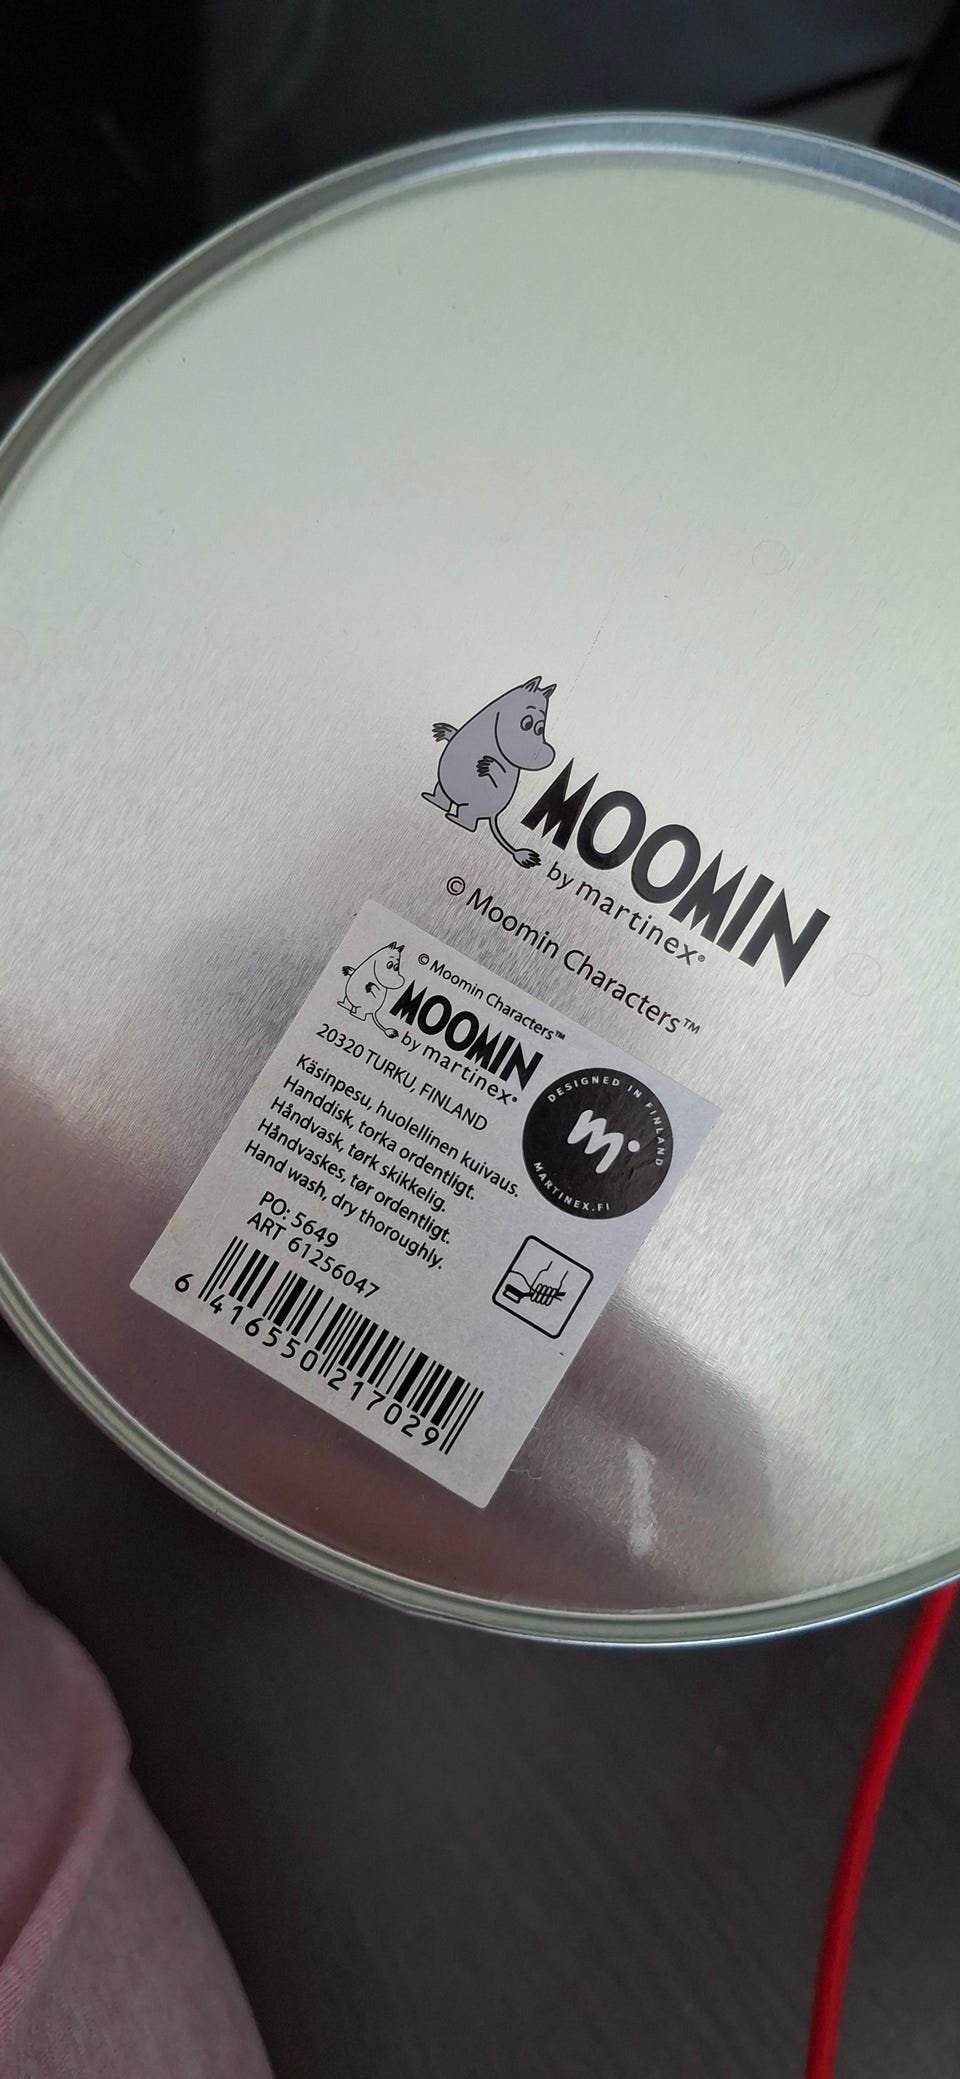 MOOMIN
by martinex®
© Moomin Characters™
© Moomin Characters™
MOOMIN
by martinex®
20320 TURKU, FINLAND
Käsinpesu, huolellinen kuivaus.
Handdisk, torka ordentligt.
Håndvask, tørk skikkelig.
Håndvaskes, tør ordentligt.
Hand wash, dry thoroughly.
DESIGNED IN FINLAND
m
MARTINEX.FI
PO: 5649
ART 61256047
6 416550 217029